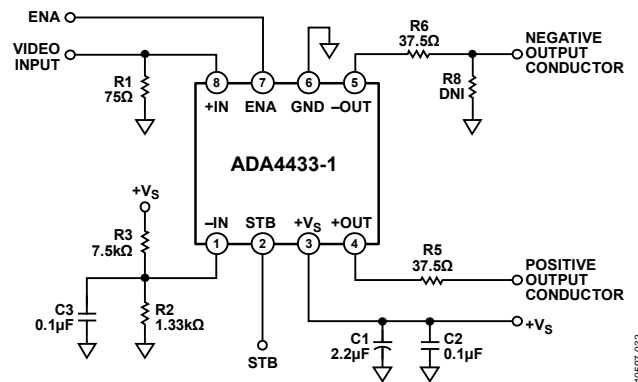 ENA
VIDEO
INPUT
R1
75Ω
R6
37.5Ω
NEGATIVE
OUTPUT
CONDUCTOR
R8
DNI
8
7
6
5
+IN
ENA
GND
–OUT
ADA4433-1
–IN
STB
+VS
+OUT
1
2
3
4
+VS
R3
7.5kΩ
C3
0.1µF
R2
1.33kΩ
STB
R5
37.5Ω
POSITIVE
OUTPUT
CONDUCTOR
C1
2.2µF
C2
0.1µF
+VS
10597-032